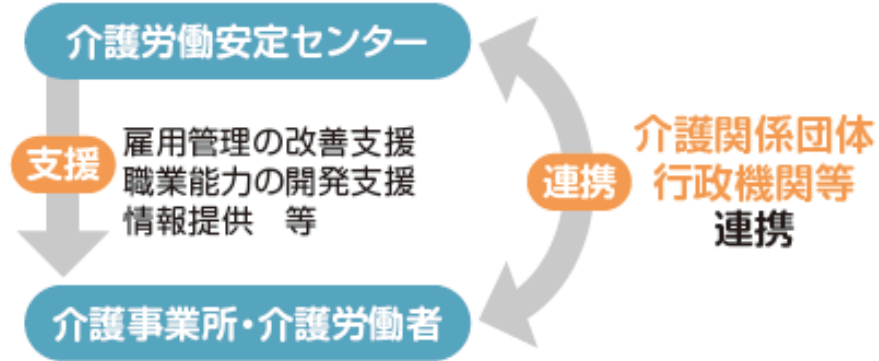 介護労働安定センター
支援
雇用管理の改善支援
職業能力の開発支援
情報提供　等
連携
介護関係団体
行政機関等
連携
介護事業所・介護労働者